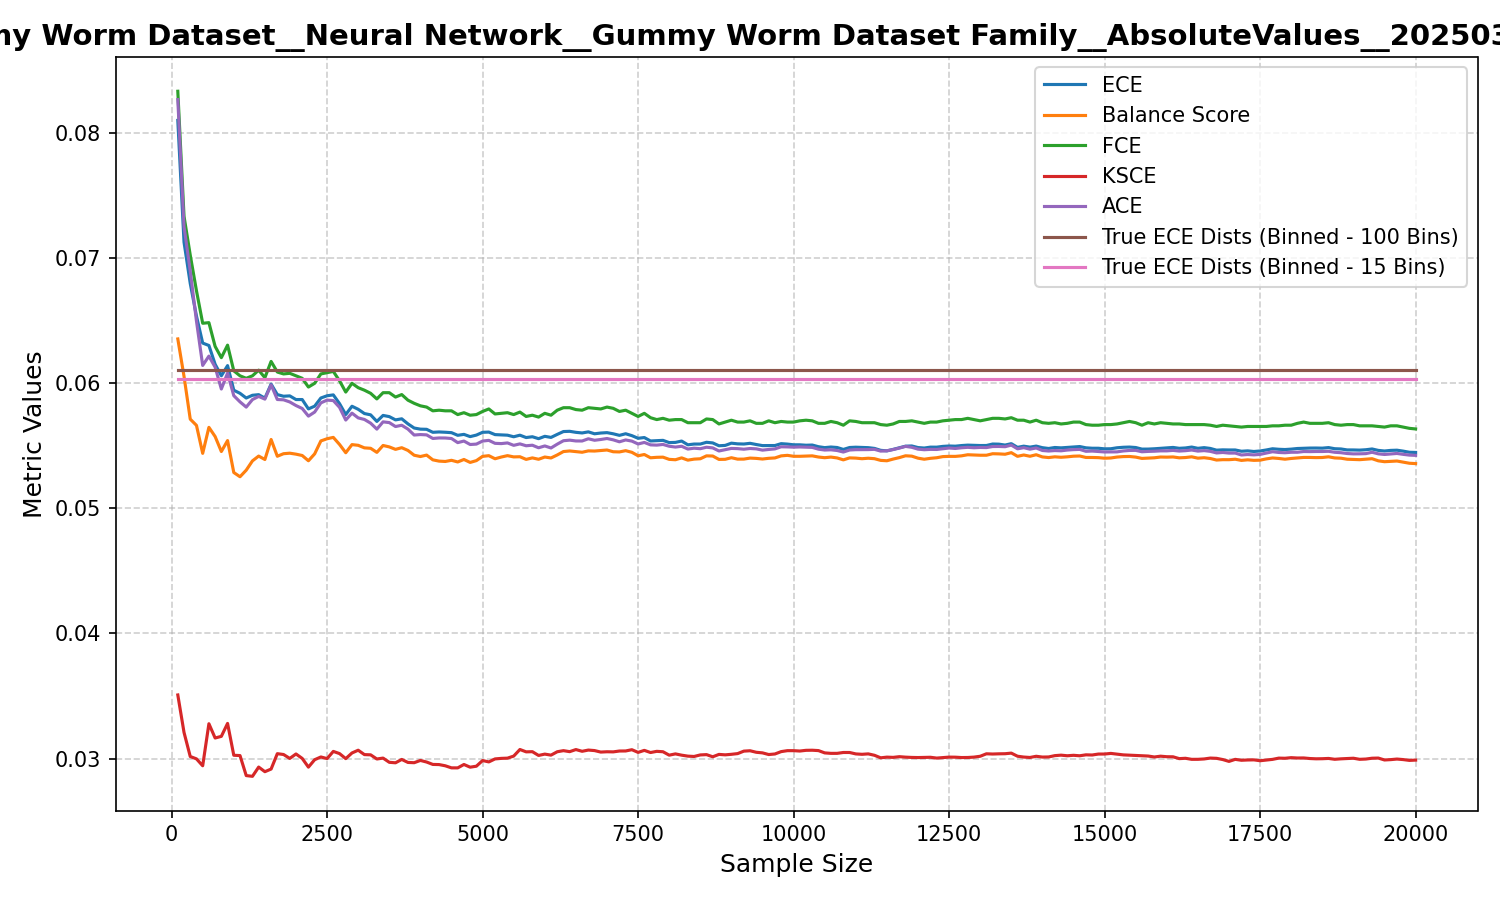 Worm Dataset__Neural Network__Gummy Worm Dataset Family__AbsoluteValues__202503
ECE
Balance Score
FCE
KSCE
ACE
True ECE Dists (Binned - 100 Bins)
True ECE Dists (Binned - 15 Bins)
Metric Values
0.08
0.07
0.06
0.05
0.04
0.03
0
2500
5000
7500
10000
12500
15000
17500
20000
Sample Size